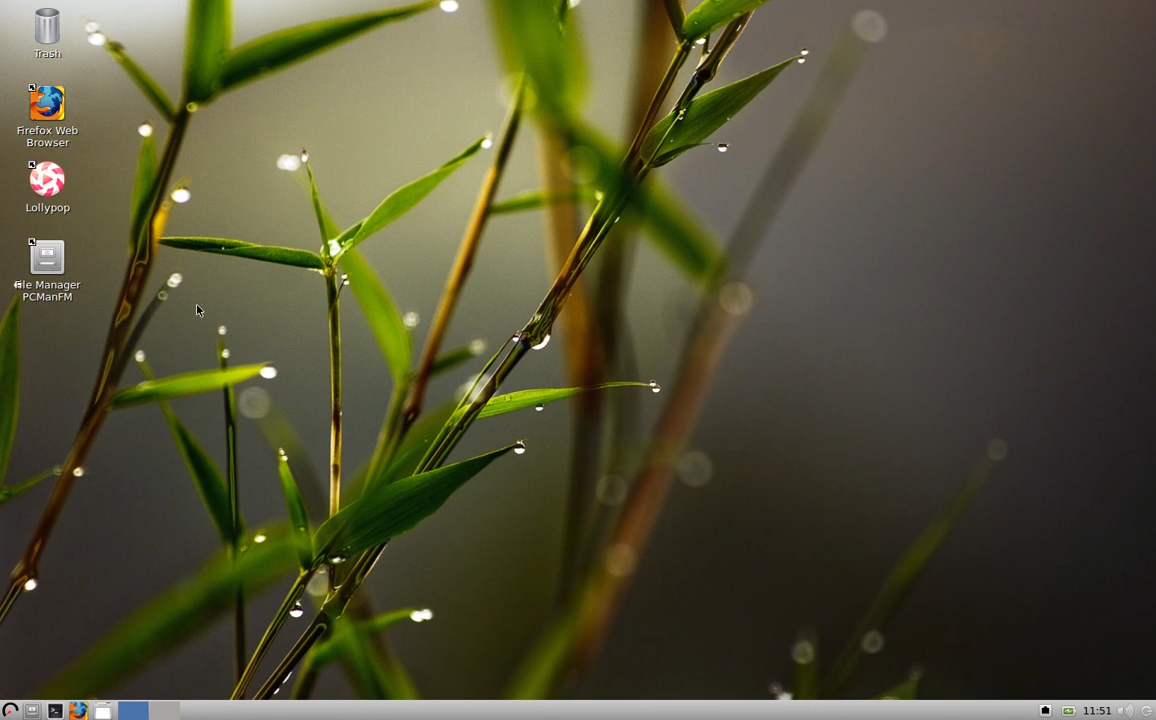 Trash
Firefox Web
Browser
Lollypop
File Manager
PCManFM
11:51